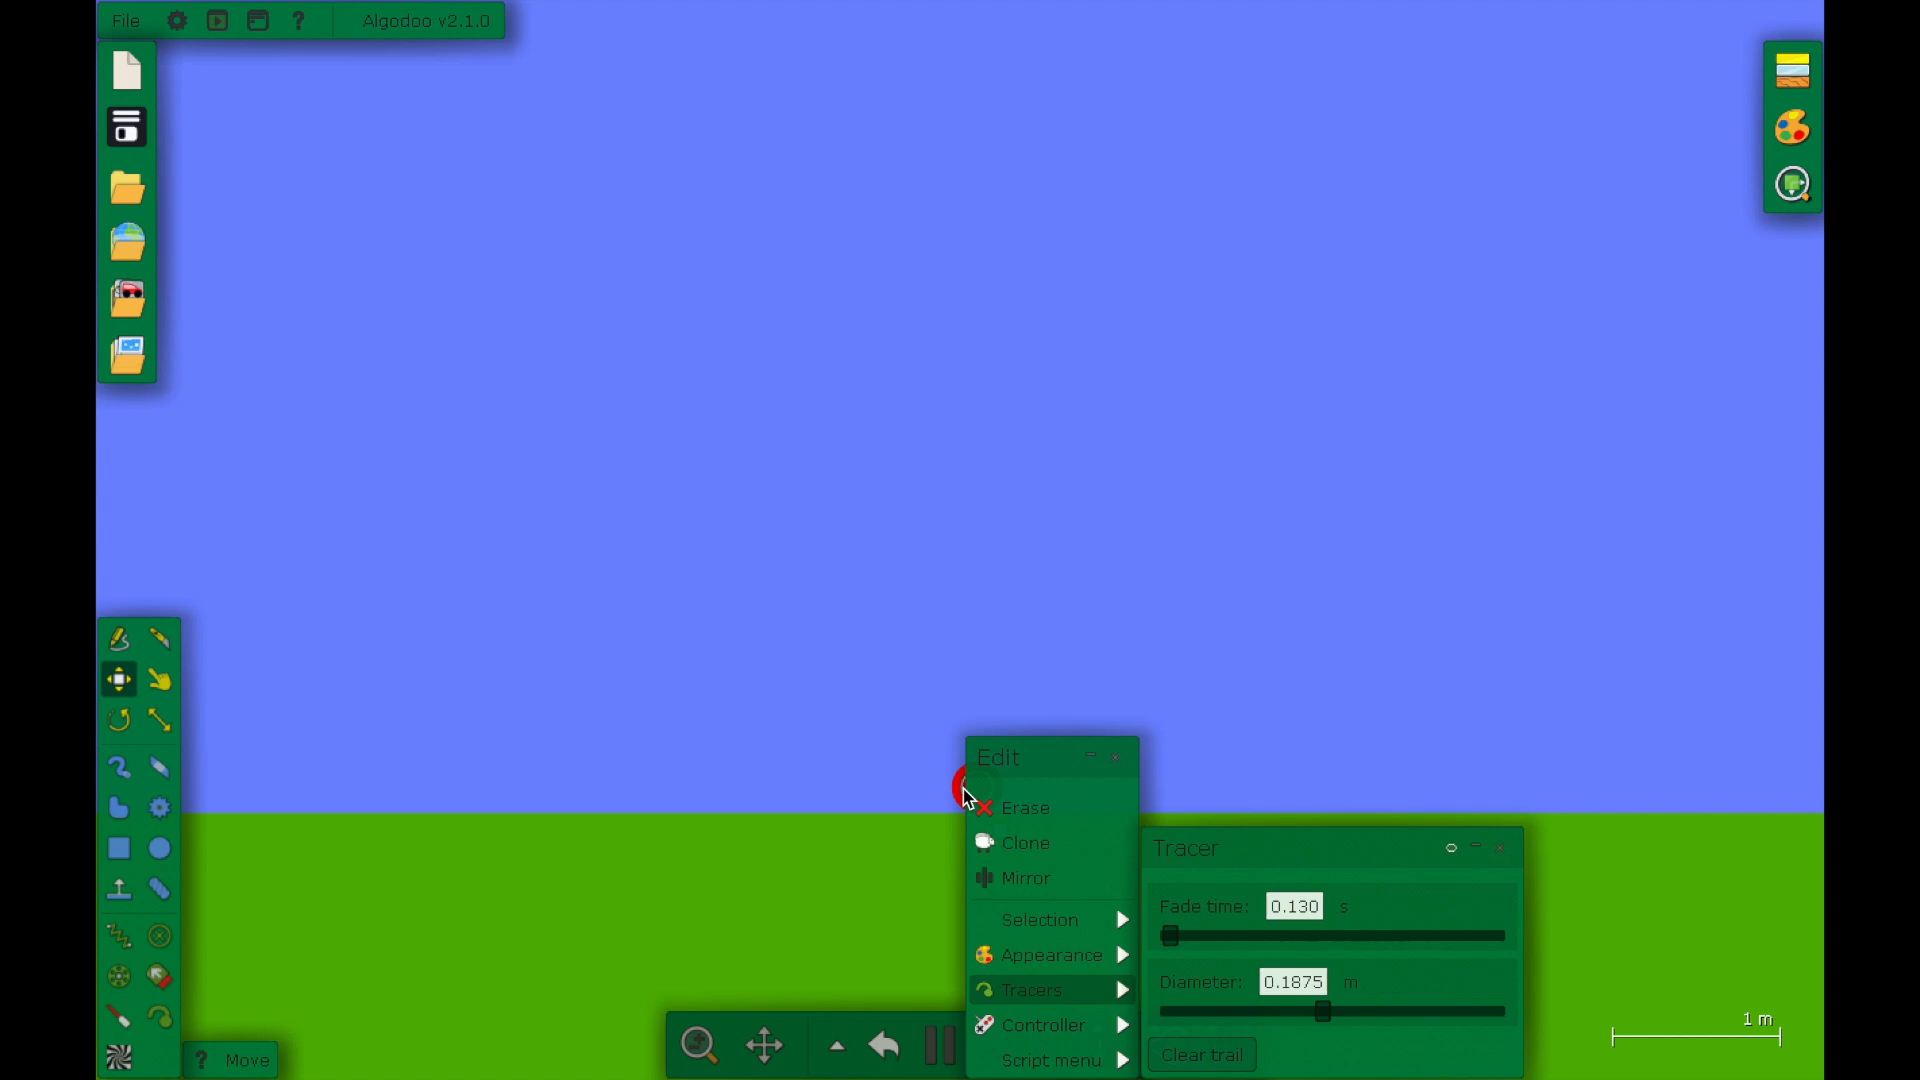 File ? Algodoo v2.1.0
Edit
Erase
Clone
Mirror
Selection
Appearance
Tracers
Controller
Script menu
Tracer
Fade time: 0.130 s
Diameter: 0.1875 m
Clear trail
1 m
? Move